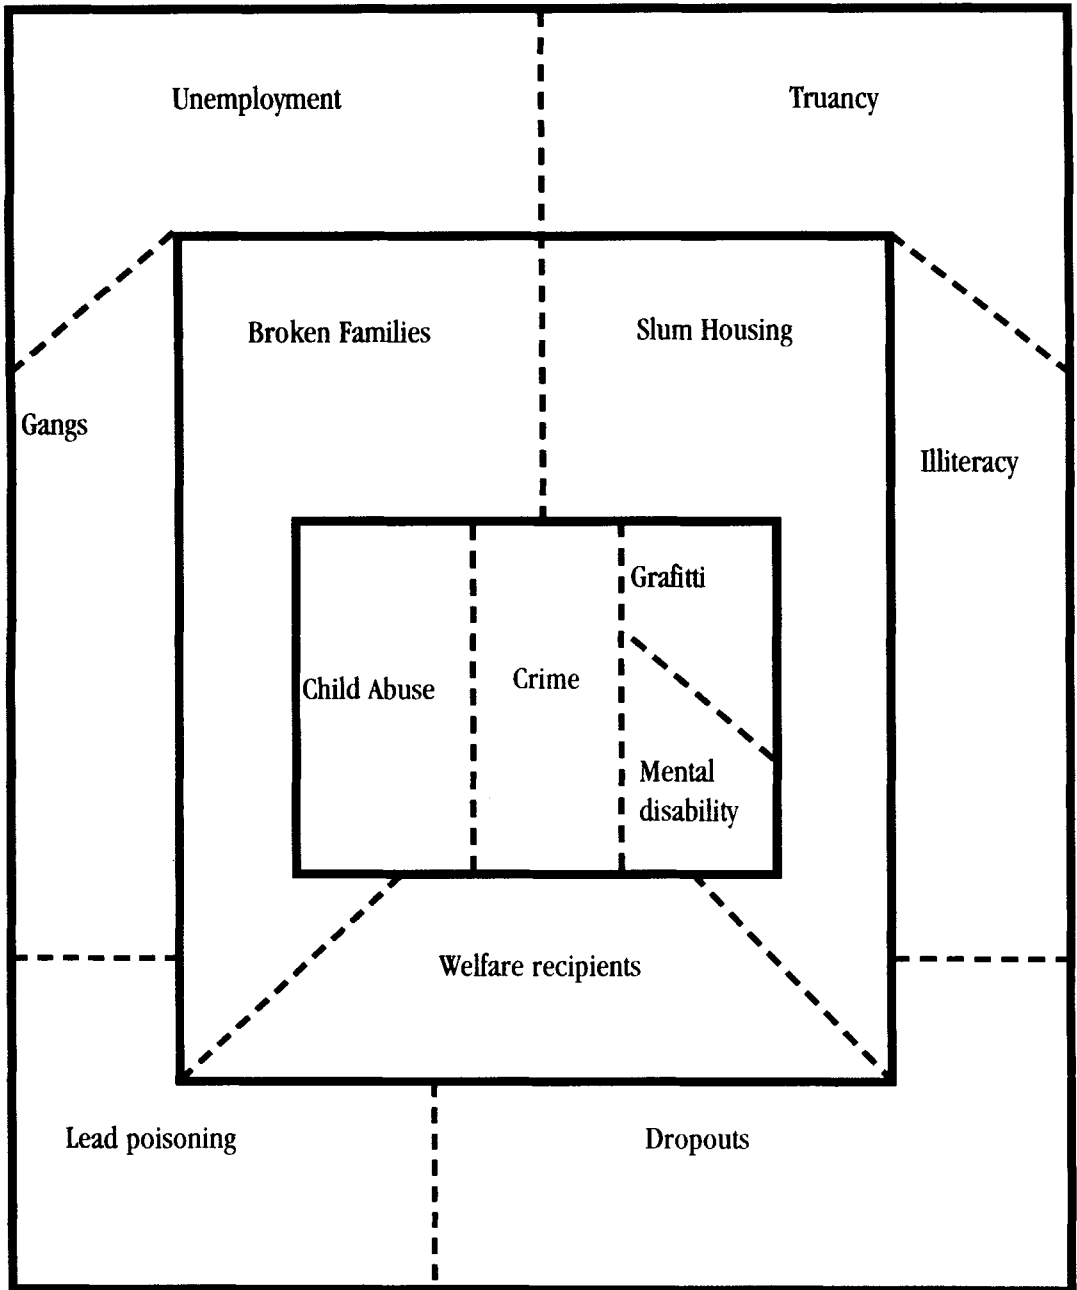 Unemployment
Truancy
Broken Families
Slum Housing
Gangs
Illiteracy
Grafitti
Child Abuse
Crime
Mental
disability
Welfare recipients
Lead poisoning
Dropouts